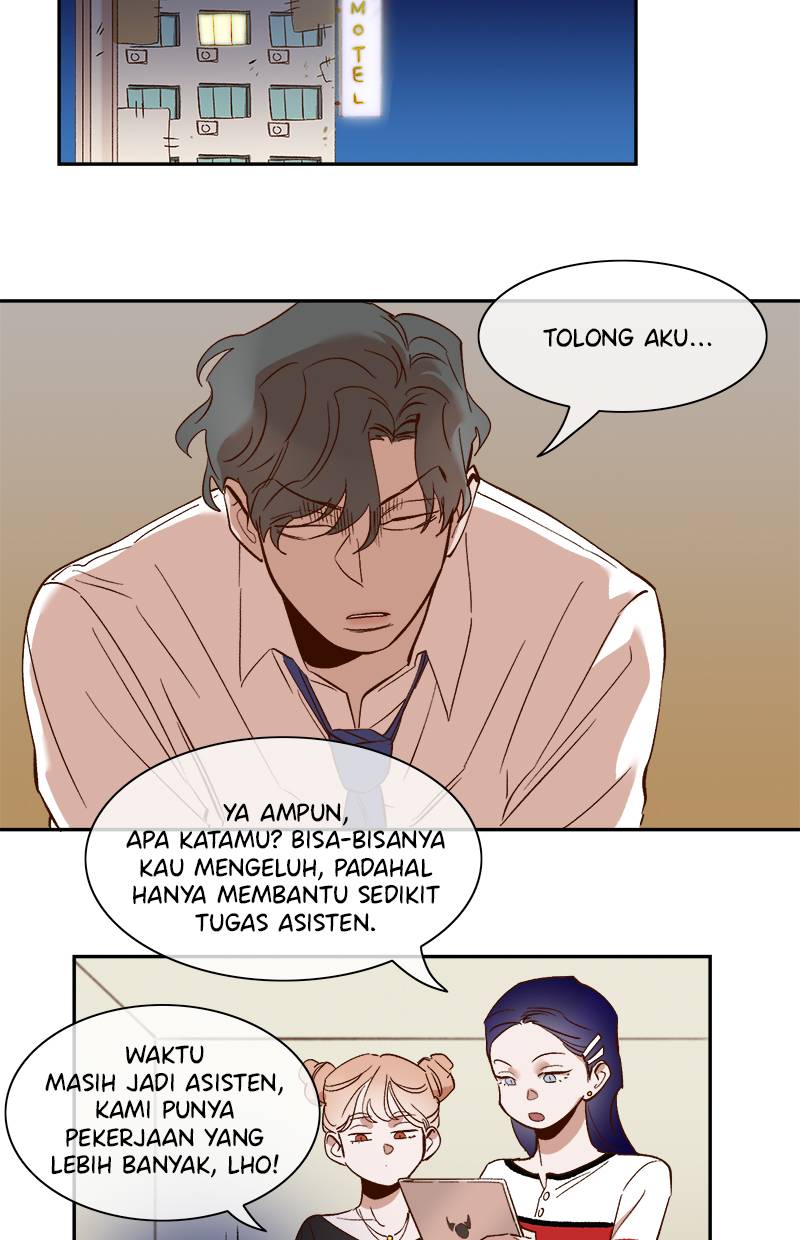 MOTEL
TOLONG AKU...
YA AMPUN,
APA KATAMU? BISA-BISANYA
KAU MENGELUH, PADAHAL
HANYA MEMBANTU SEDIKIT
TUGAS ASISTEN.
WAKTU
MASIH JADI ASISTEN,
KAMI PUNYA
PEKERJAAN YANG
LEBIH BANYAK, LHO!